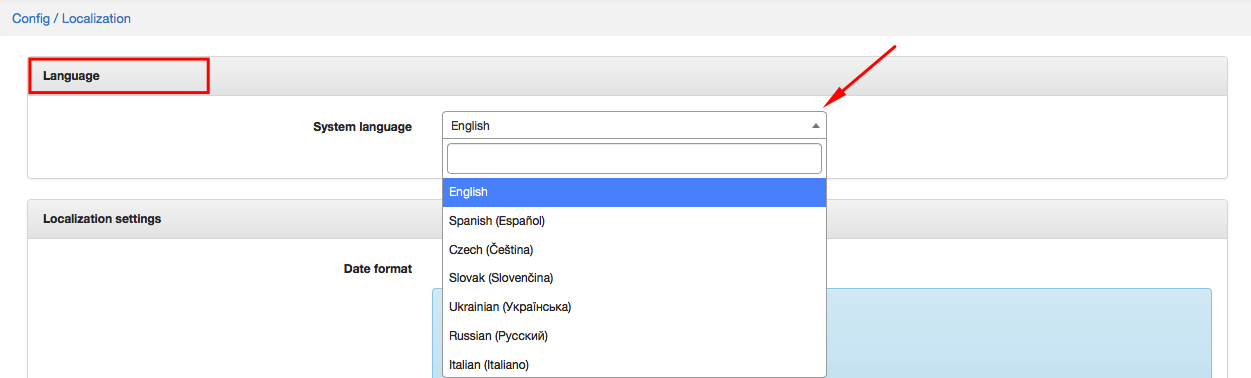 Config / Localization
Language
System language English
English
Spanish (Español)
Czech (Čeština)
Localization settings
Slovak (Slovenčina)
Date format
Ukrainian (Українська)
Russian (Русский)
Italian (Italiano)